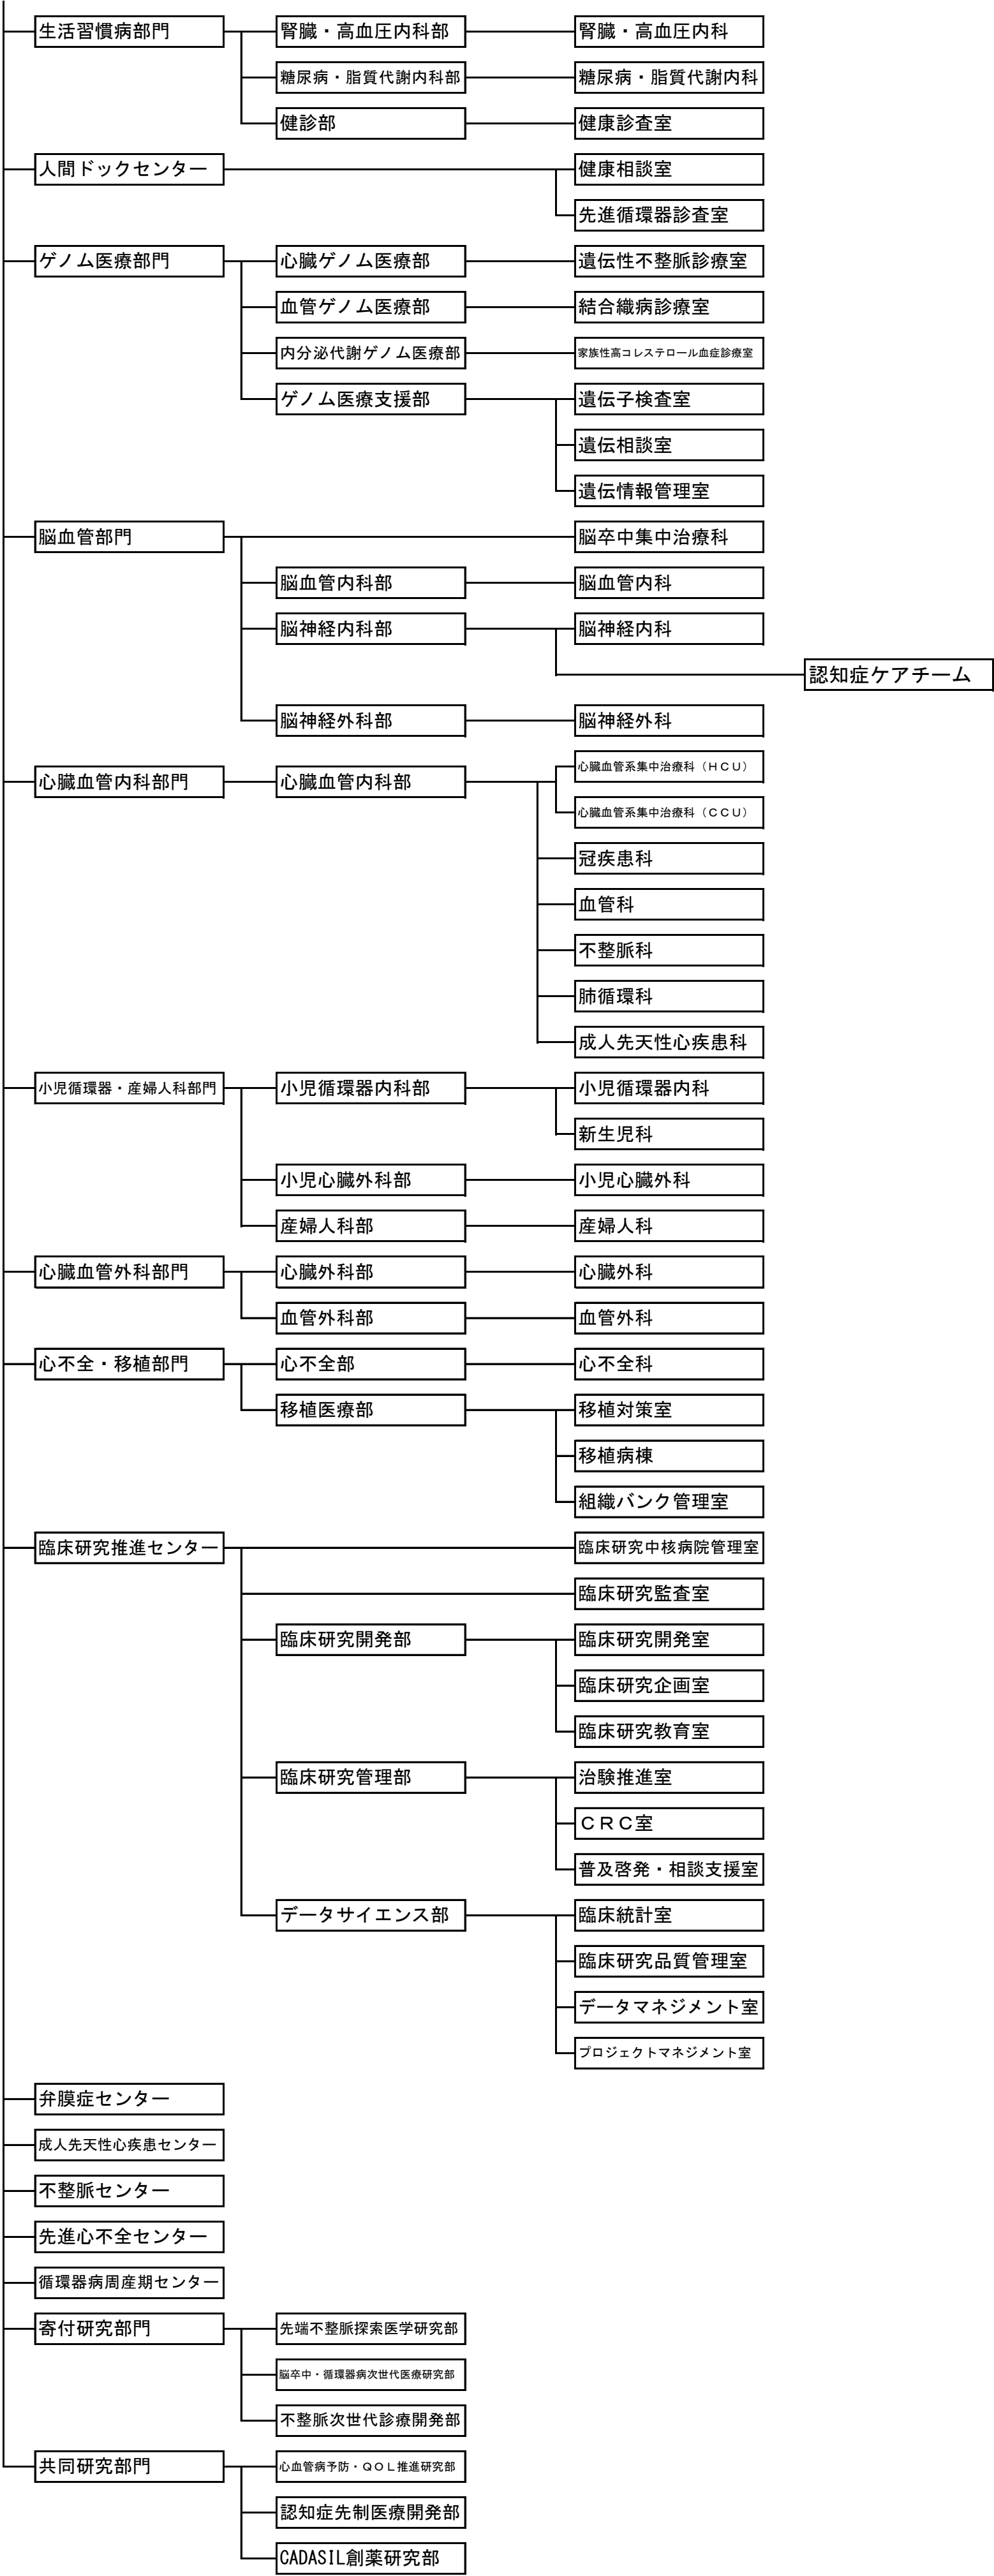 生活習慣病部門
腎臓・高血圧内科部
腎臓・高血圧内科
糖尿病・脂質代謝内科部
糖尿病・脂質代謝内科
健診部
健康診査室
人間ドックセンター
健康相談室
先進循環器診査室
ゲノム医療部門
心臓ゲノム医療部
遺伝性不整脈診療室
血管ゲノム医療部
結合織病診療室
内分泌代謝ゲノム医療部
家族性高コレステロール血症診療室
ゲノム医療支援部
遺伝子検査室
遺伝相談室
遺伝情報管理室
脳血管部門
脳卒中集中治療科
脳血管内科部
脳血管内科
脳神経内科部
脳神経内科
認知症ケアチーム
脳神経外科部
脳神経外科
心臓血管系集中治療科（ＨＣＵ）
心臓血管内科部門
心臓血管内科部
心臓血管系集中治療科（ＣＣＵ）
冠疾患科
血管科
不整脈科
肺循環科
成人先天性心疾患科
小児循環器・産婦人科部門
小児循環器内科部
小児循環器内科
新生児科
小児心臓外科部
小児心臓外科
産婦人科部
産婦人科
心臓血管外科部門
心臓外科部
心臓外科
血管外科部
血管外科
心不全・移植部門
心不全部
心不全科
移植医療部
移植対策室
移植病棟
組織バンク管理室
臨床研究推進センター
臨床研究中核病院管理室
臨床研究監査室
臨床研究開発部
臨床研究開発室
臨床研究企画室
臨床研究教育室
臨床研究管理部
治験推進室
ＣＲＣ室
普及啓発・相談支援室
データサイエンス部
臨床統計室
臨床研究品質管理室
データマネジメント室
プロジェクトマネジメント室
弁膜症センター
成人先天性心疾患センター
不整脈センター
先進心不全センター
循環器病周産期センター
寄付研究部門
先端不整脈探索医学研究部
脳卒中・循環器病次世代医療研究部
不整脈次世代診療開発部
共同研究部門
心血管病予防・ＱＯＬ推進研究部
認知症先制医療開発部
CADASIL創薬研究部